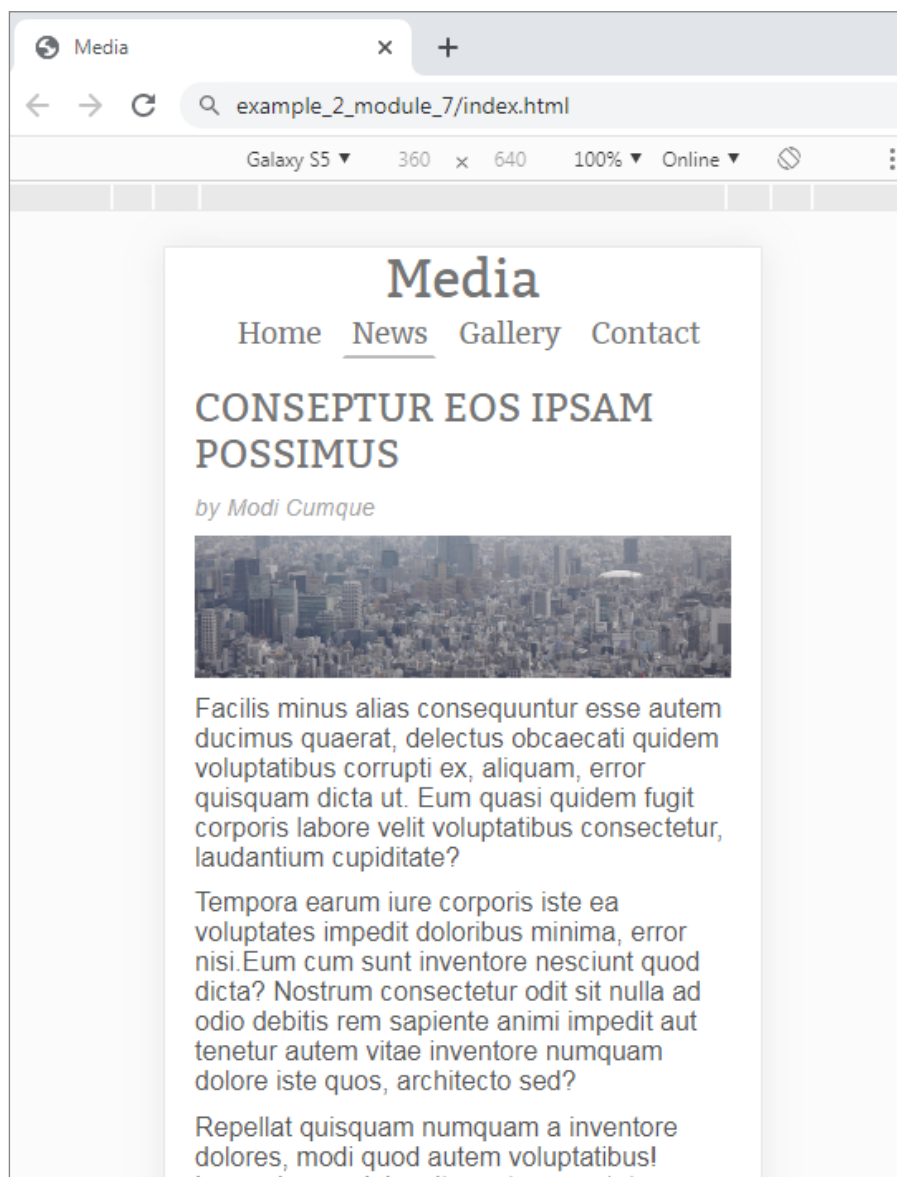 Media
example_2_module_7/index.html
Galaxy S5 ▼ 360 x 640 100% ▼ Online ▼
Media
Home News Gallery Contact
CONSEPTUR EOS IPSAM
POSSIMUS
by Modi Cumque
Facilis minus alias consequuntur esse autem
ducimus quaerat, delectus obcaecati quidem
voluptatibus corrupti ex, aliquam, error
quisquam dicta ut. Eum quasi quidem fugit
corporis labore velit voluptatibus consectetur,
laudantium cupiditate?
Tempora earum iure corporis iste ea
voluptates impedit doloribus minima, error
nisi.Eum cum sunt inventore nesciunt quod
dicta? Nostrum consectetur odit sit nulla ad
odio debitis rem sapiente animi impedit aut
tenetur autem vitae inventore numquam
dolore iste quos, architecto sed?
Repellat quisquam numquam a inventore
dolores, modi quod autem voluptatibus!